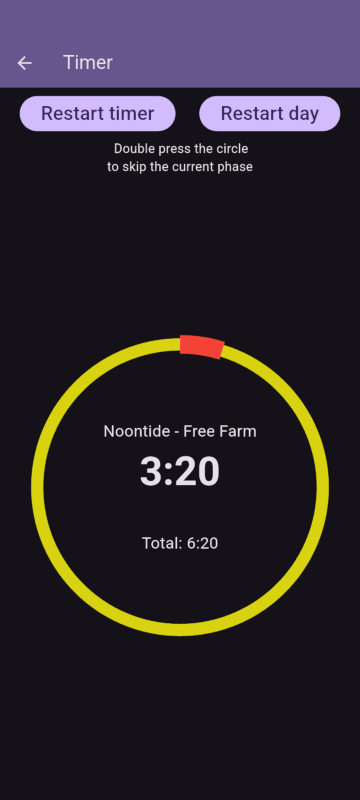 Timer
Restart timer
Restart day
Double press the circle
to skip the current phase
Noontide - Free Farm
3:20
Total: 6:20